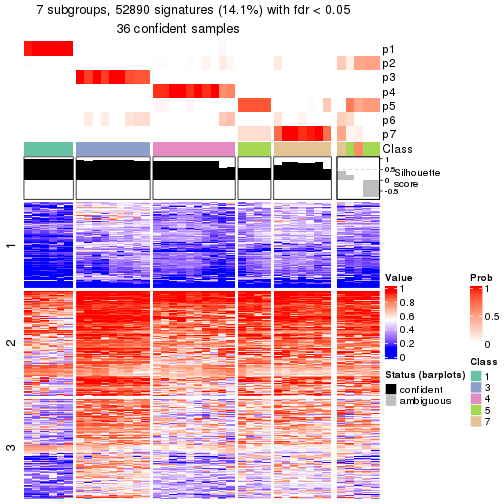 7 subgroups, 52890 signatures (14.1%) with fdr < 0.05
36 confident samples
p1
p2
p3
p4
p5
p6
p7
Class
1
0.5
0
-0.5
Silhouette
score
1
2
3
Value
1
0.8
0.6
0.4
0.2
0
Prob
1
0.5
0
Status (barplots)
confident
ambiguous
Class
1
3
4
5
7